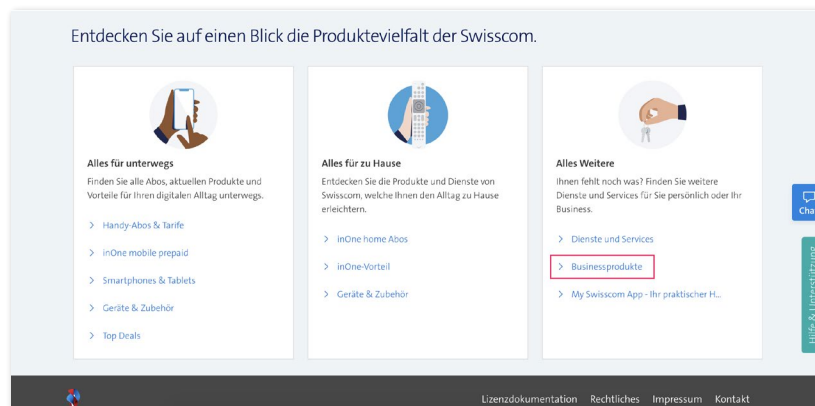 Entdecken Sie auf einen Blick die Produktevielfalt der Swisscom.
Alles für unterwegs
Finden Sie alle Abos, aktuellen Produkte und
Vorteile für Ihren digitalen Alltag unterwegs.
Handy-Abos & Tarife
inOne mobile prepaid
Smartphones & Tablets
Geräte & Zubehör
Top Deals
Alles für zu Hause
Entdecken Sie die Produkte und Dienste von
Swisscom, welche Ihnen den Alltag zu Hause
erleichtern.
inOne home Abos
inOne-Vorteil
Geräte & Zubehör
Alles Weitere
Ihnen fehlt noch was? Finden Sie weitere
Dienste und Services für Sie persönlich oder Ihr
Business.
Dienste und Services
Businessprodukte
My Swisscom App - Ihr praktischer H...
Cha
Hilfe & Unterstützung
Lizenzdokumentation Rechtliches Impressum Kontakt